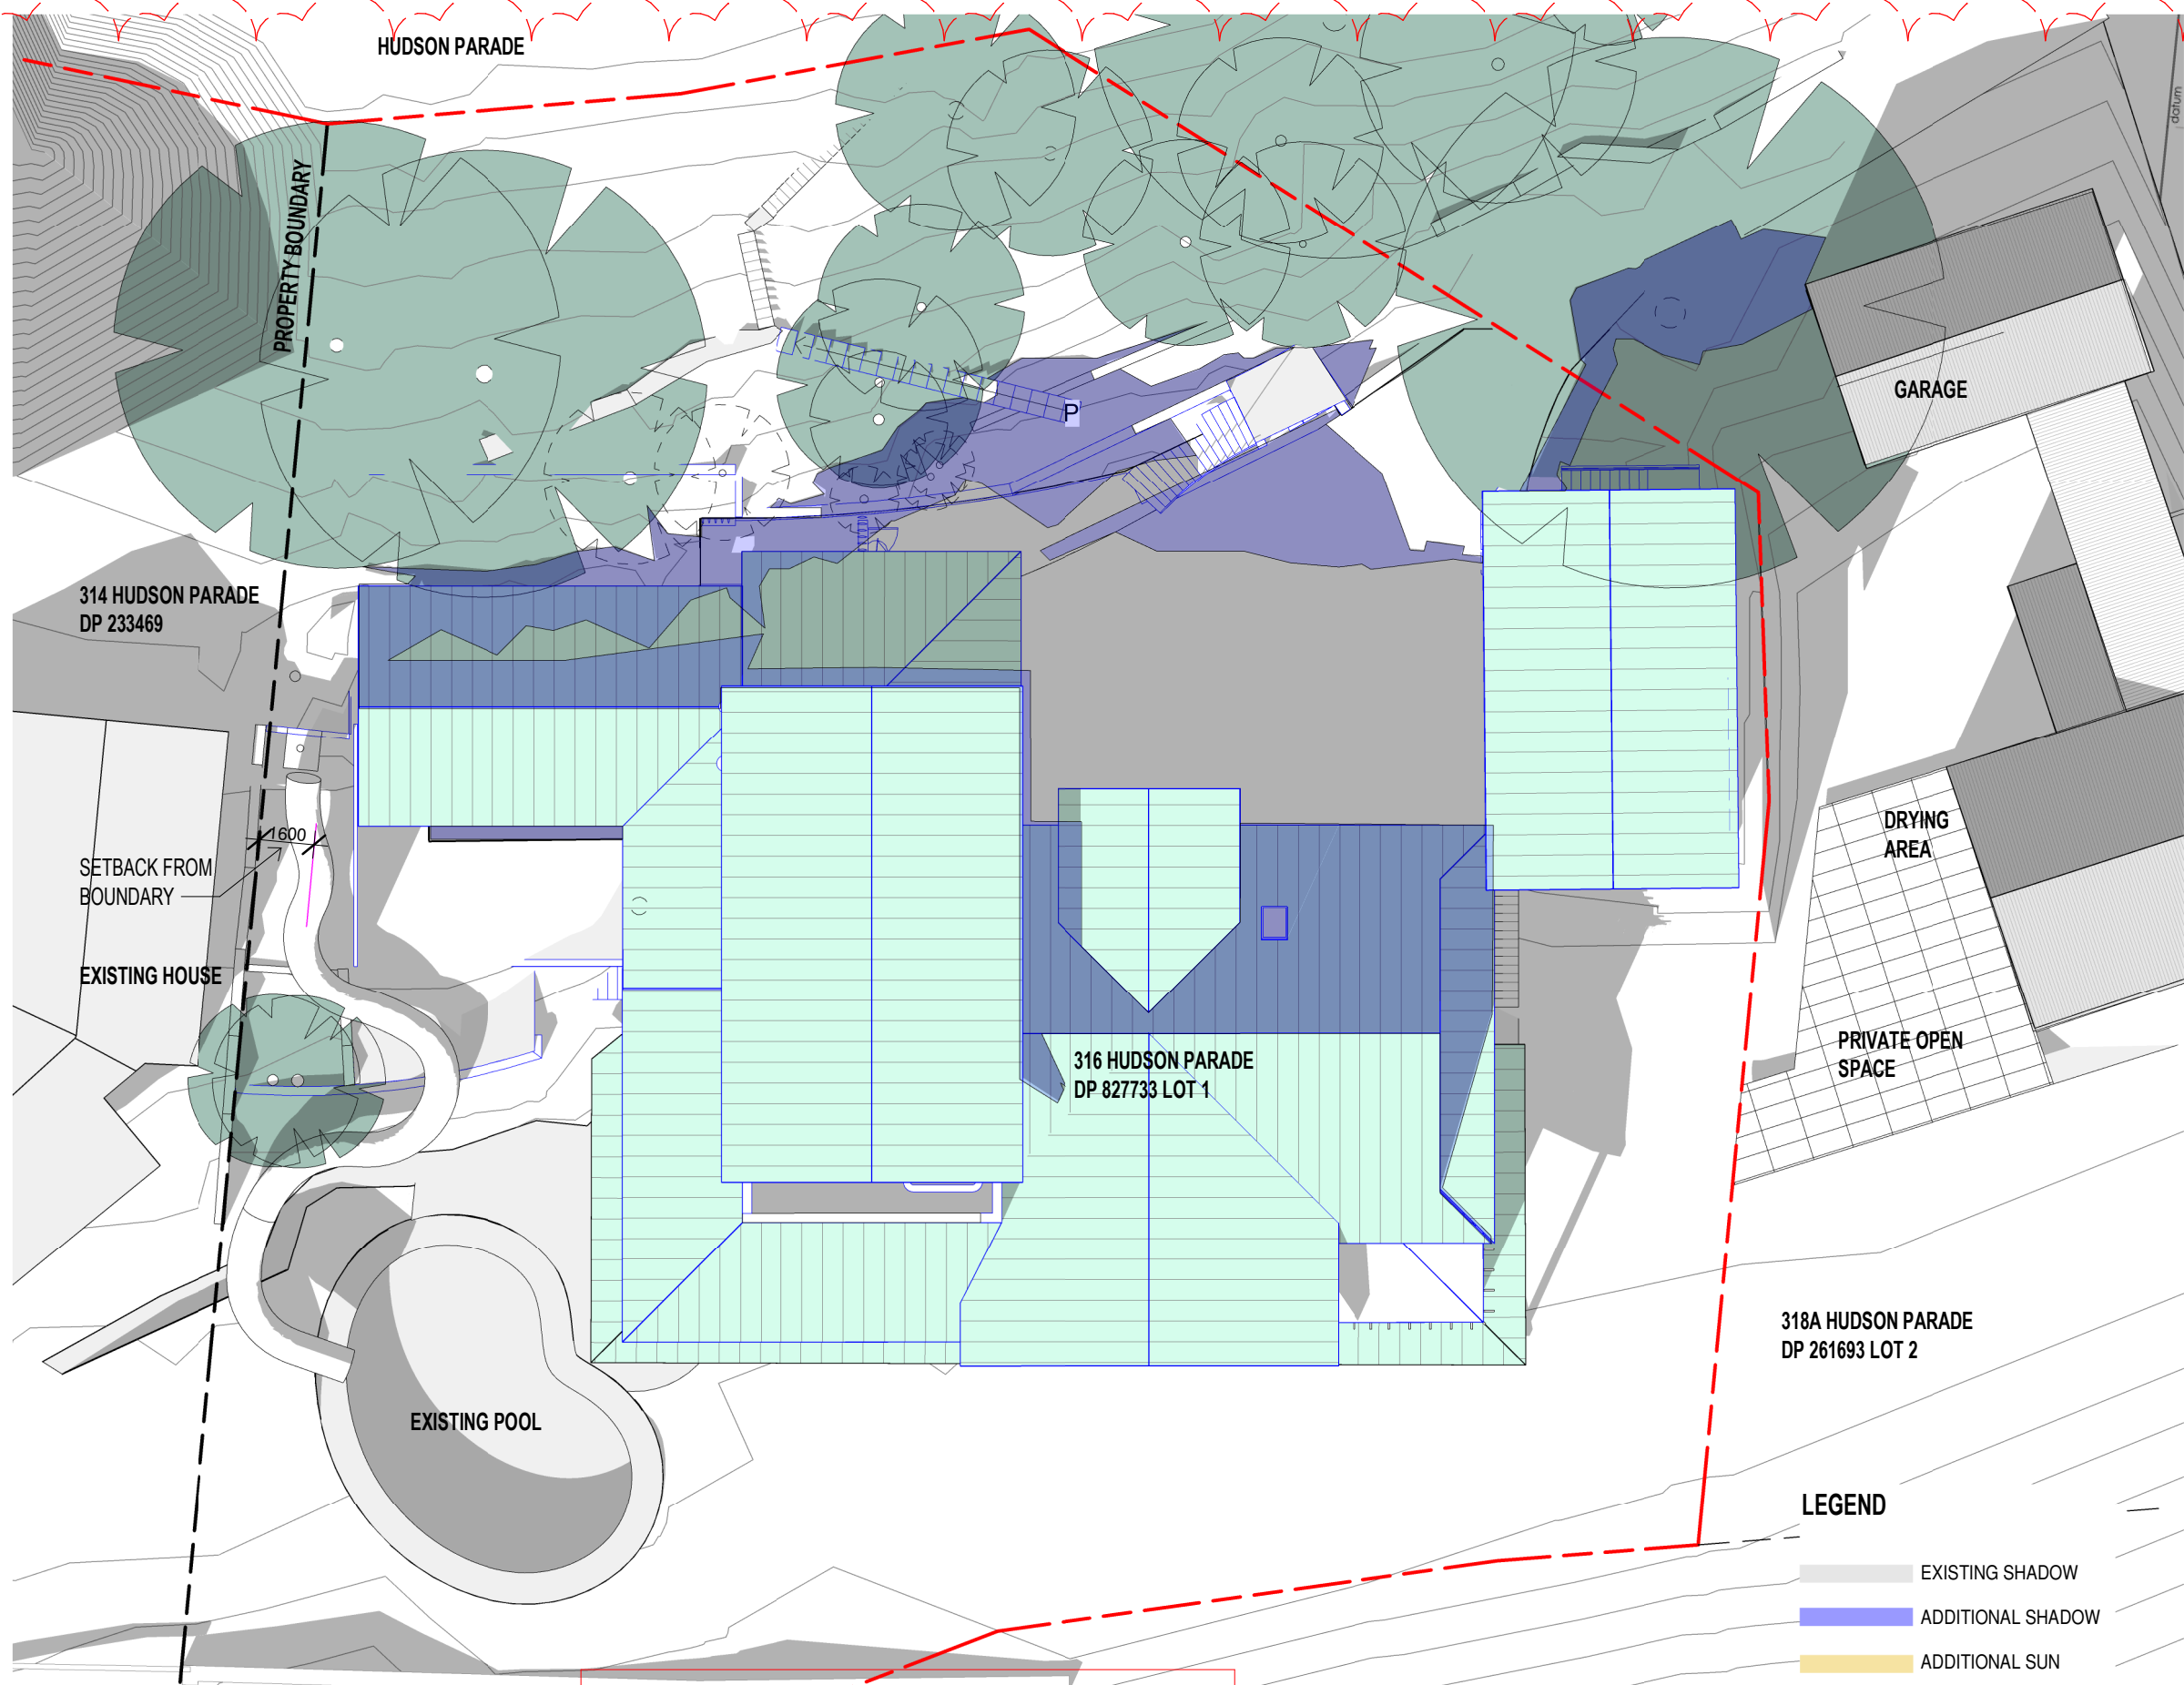 HUDSON PARADE
datum
PROPERTY BOUNDARY
GARAGE
P
314 HUDSON PARADE
DP 233469
1600
SETBACK FROM
BOUNDARY
DRYING
AREA
EXISTING HOUSE
316 HUDSON PARADE
DP 827733 LOT 1
PRIVATE OPEN
SPACE
318A HUDSON PARADE
DP 261693 LOT 2
EXISTING POOL
LEGEND
EXISTING SHADOW
ADDITIONAL SHADOW
ADDITIONAL SUN